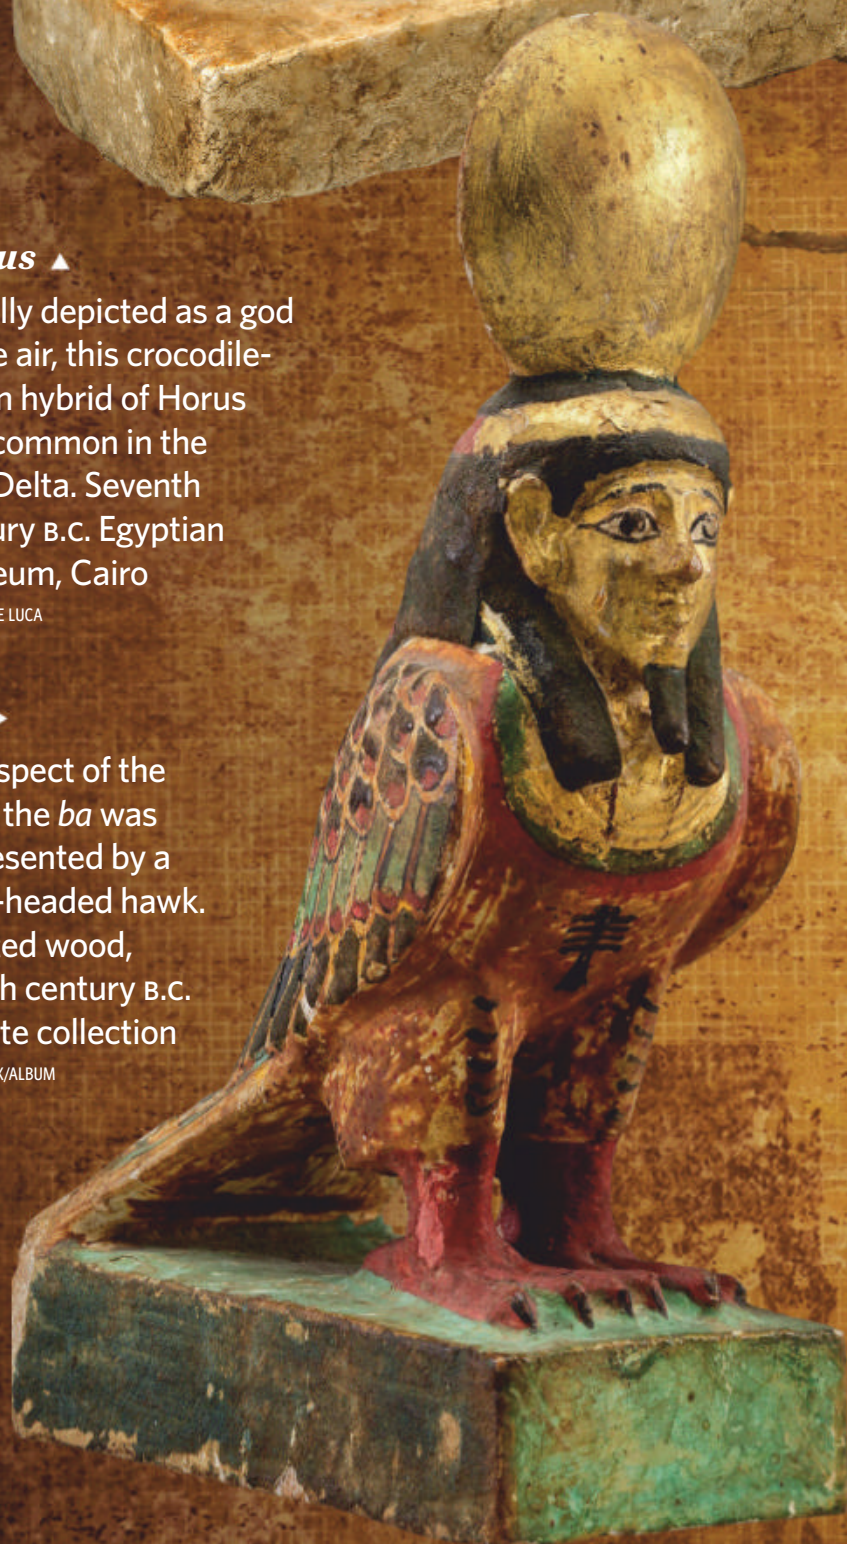 us ▲
lly depicted as a god
e air, this crocodile-
n hybrid of Horus
common in the
Delta. Seventh
ury B.C. Egyptian
eum, Cairo
E LUCA
spect of the
the ba was
esented by a
-headed hawk.
ed wood,
h century B.C.
te collection
X/ALBUM